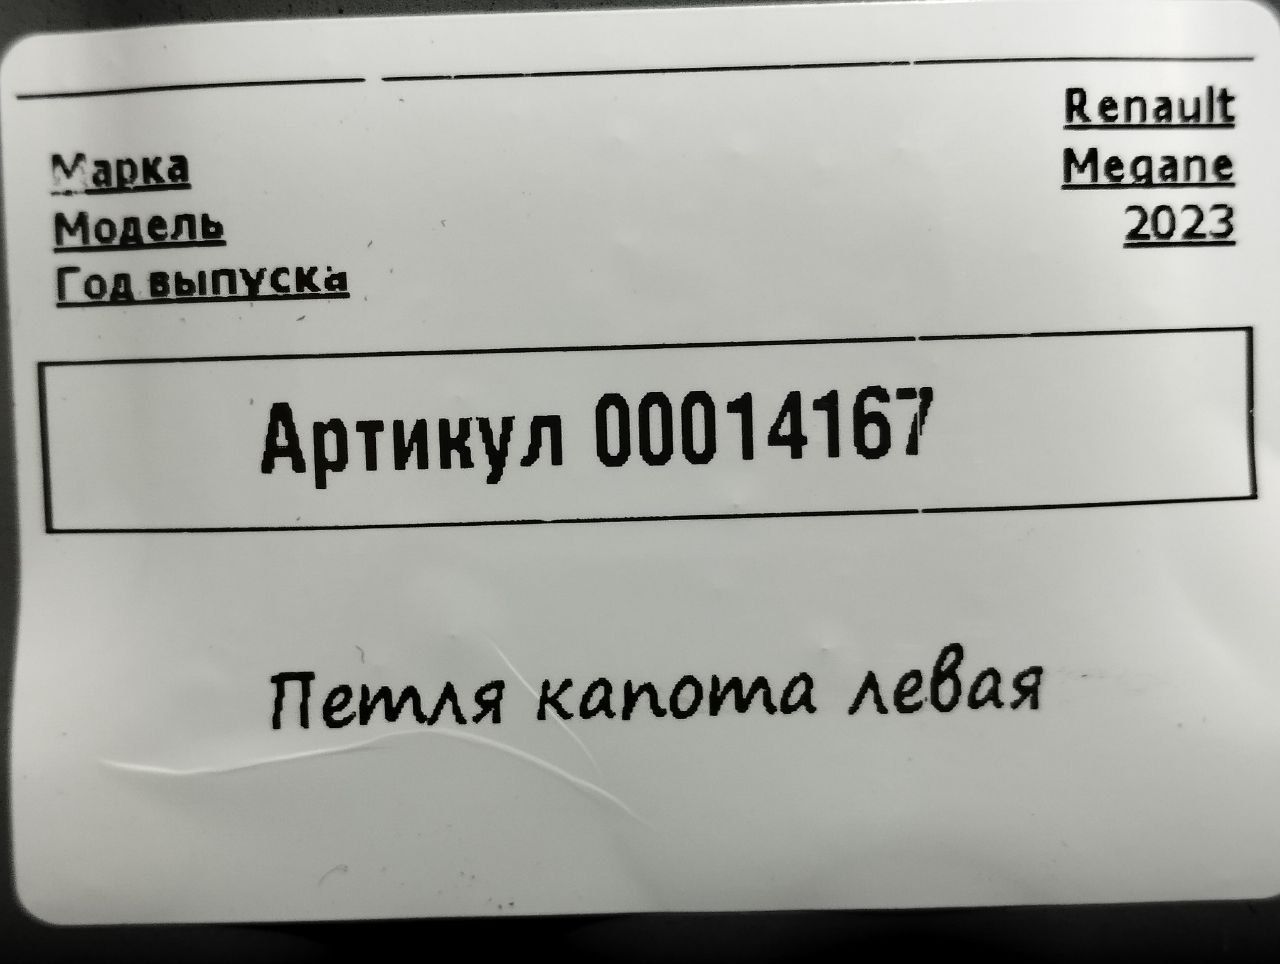 Renault
Марка Megane
Модель 2023
Год выпуска
Артикул 00014167
Петля капота левая